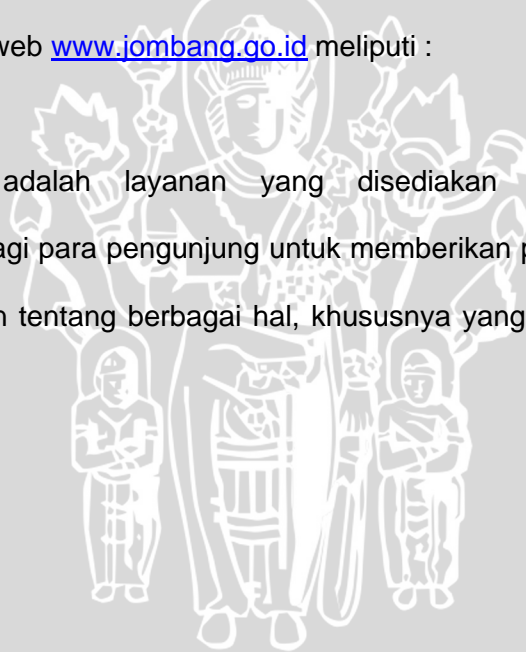 web www.jombang.go.id meliputi :
adalah layanan yang disediakan
agi para pengunjung untuk memberikan p
n tentang berbagai hal, khususnya yang